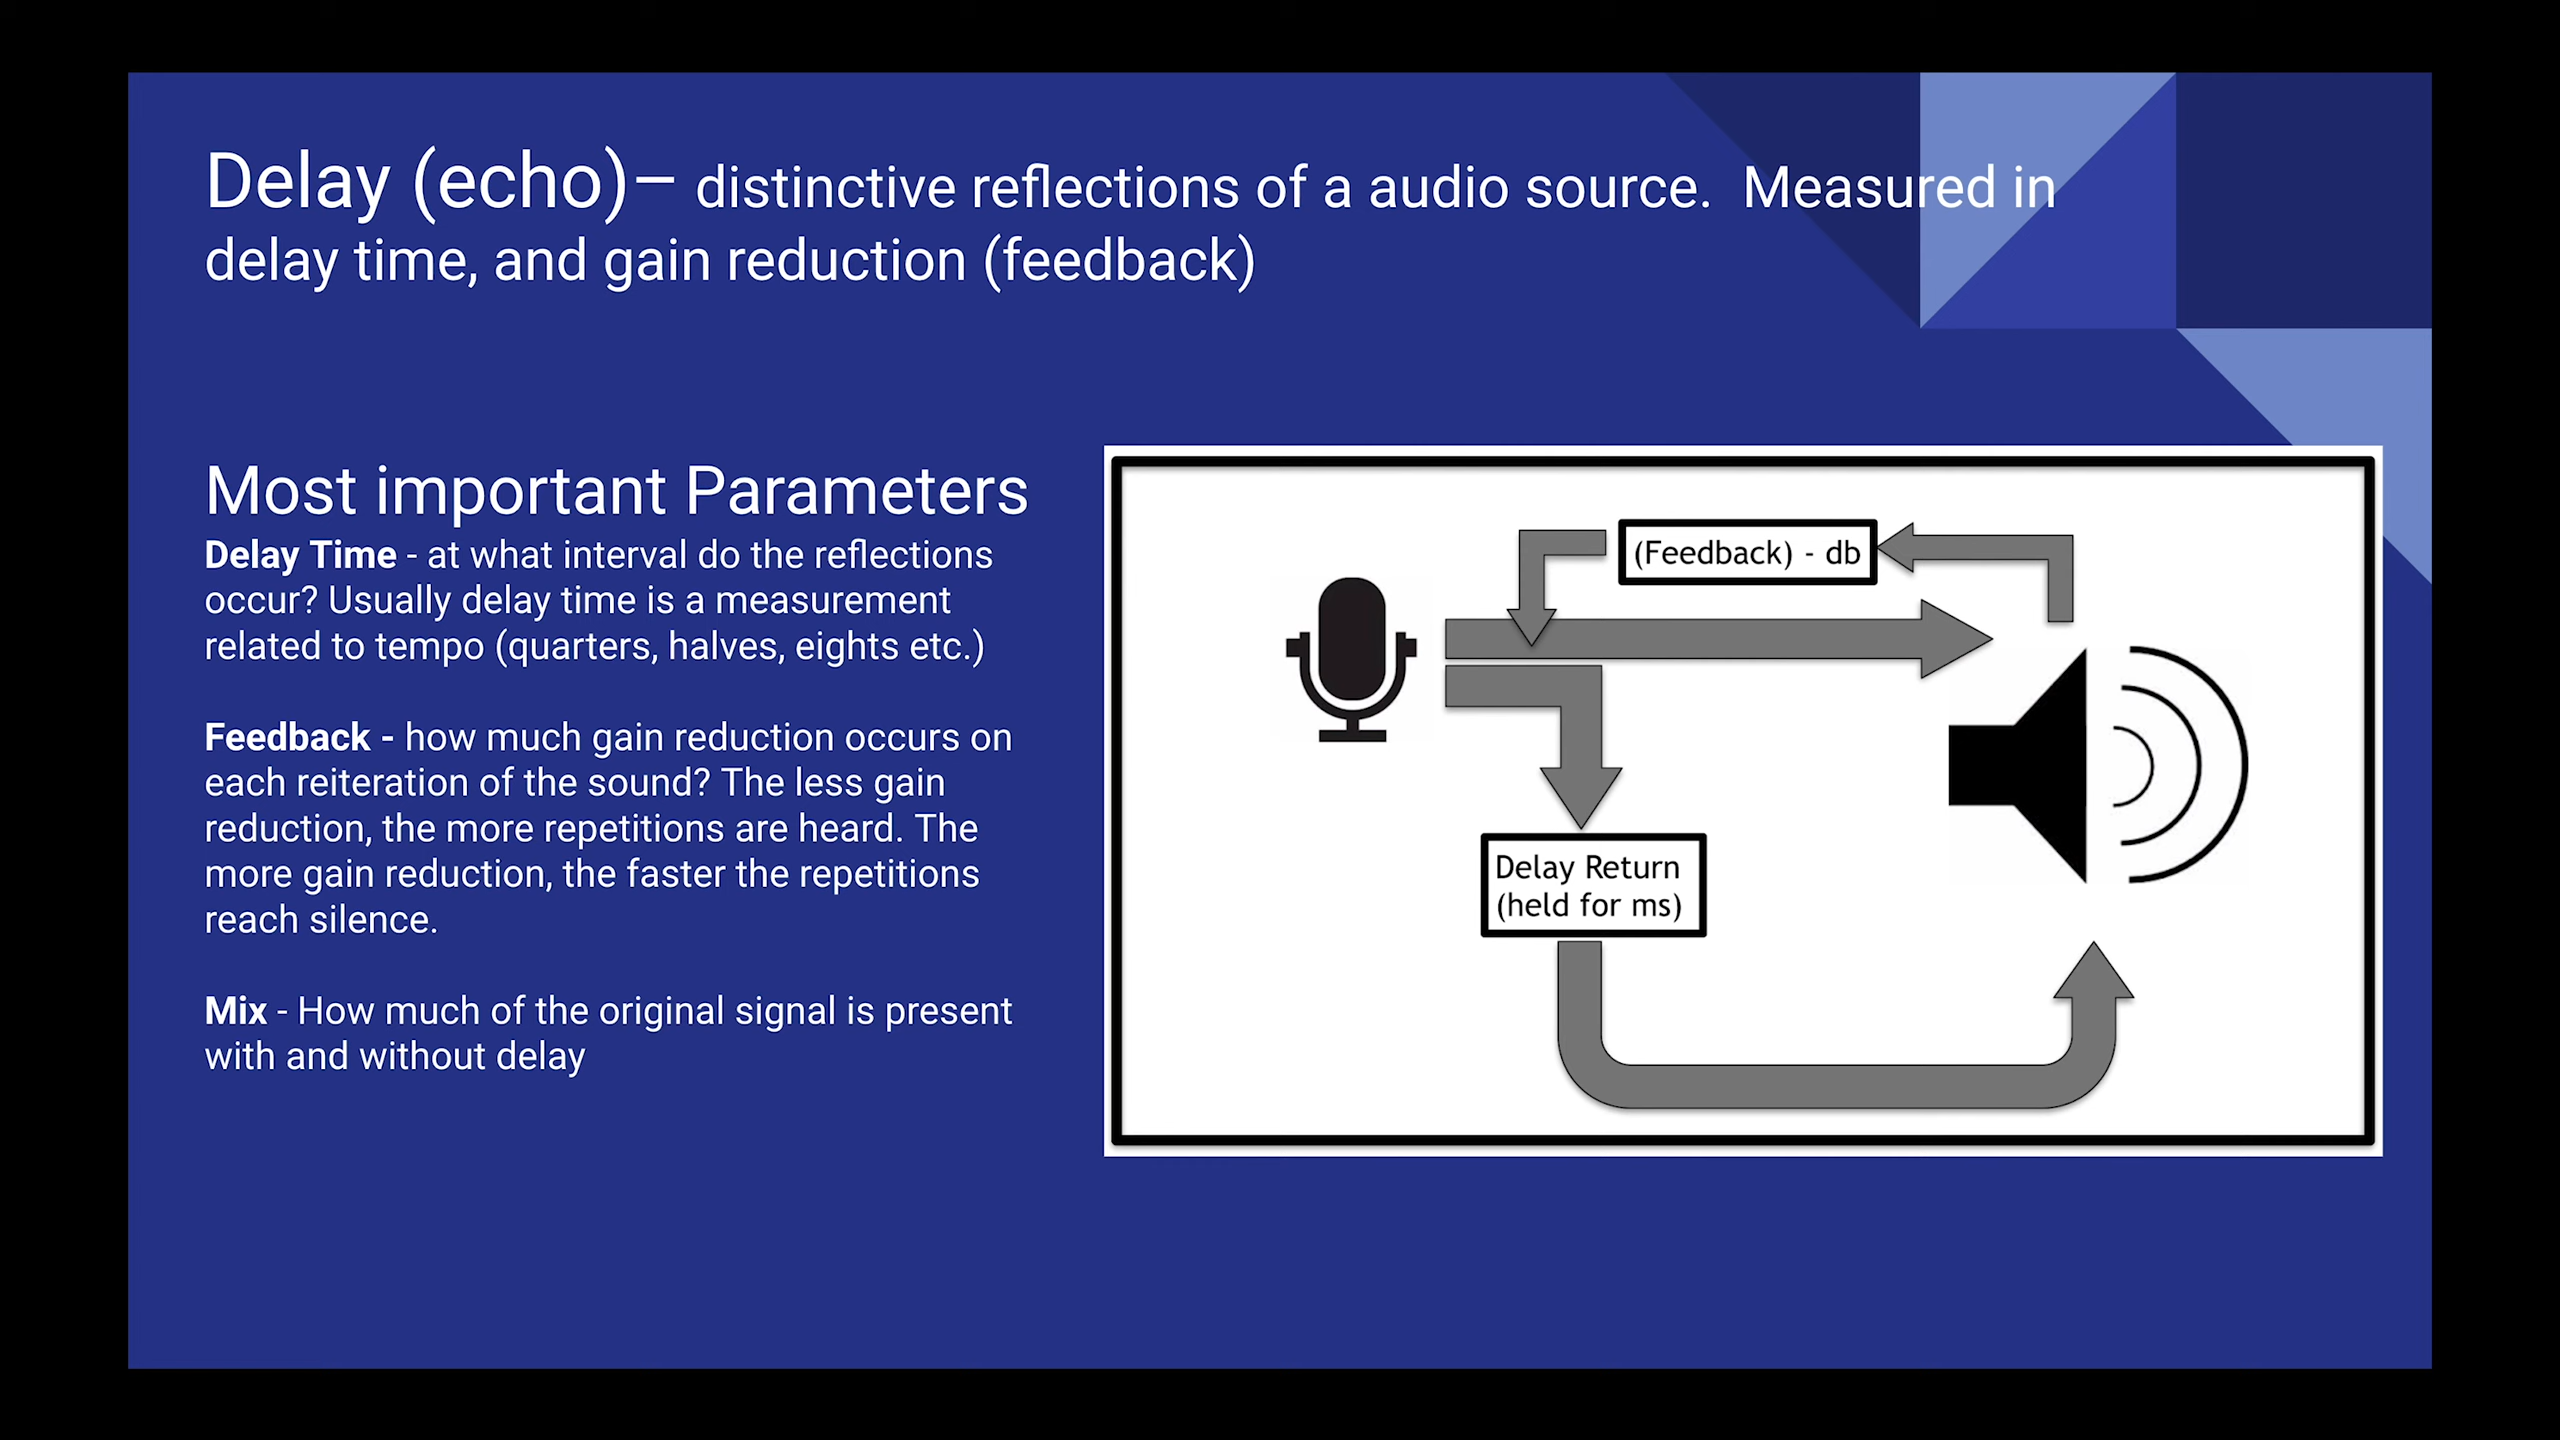 Delay (echo)– distinctive reflections of a audio source.  Measured in
delay time, and gain reduction (feedback)
Most important Parameters
Delay Time - at what interval do the reflections
occur? Usually delay time is a measurement
related to tempo (quarters, halves, eights etc.)
Feedback - how much gain reduction occurs on
each reiteration of the sound? The less gain
reduction, the more repetitions are heard. The
more gain reduction, the faster the repetitions
reach silence.
Mix - How much of the original signal is present
with and without delay
(Feedback) - db
Delay Return
(held for ms)